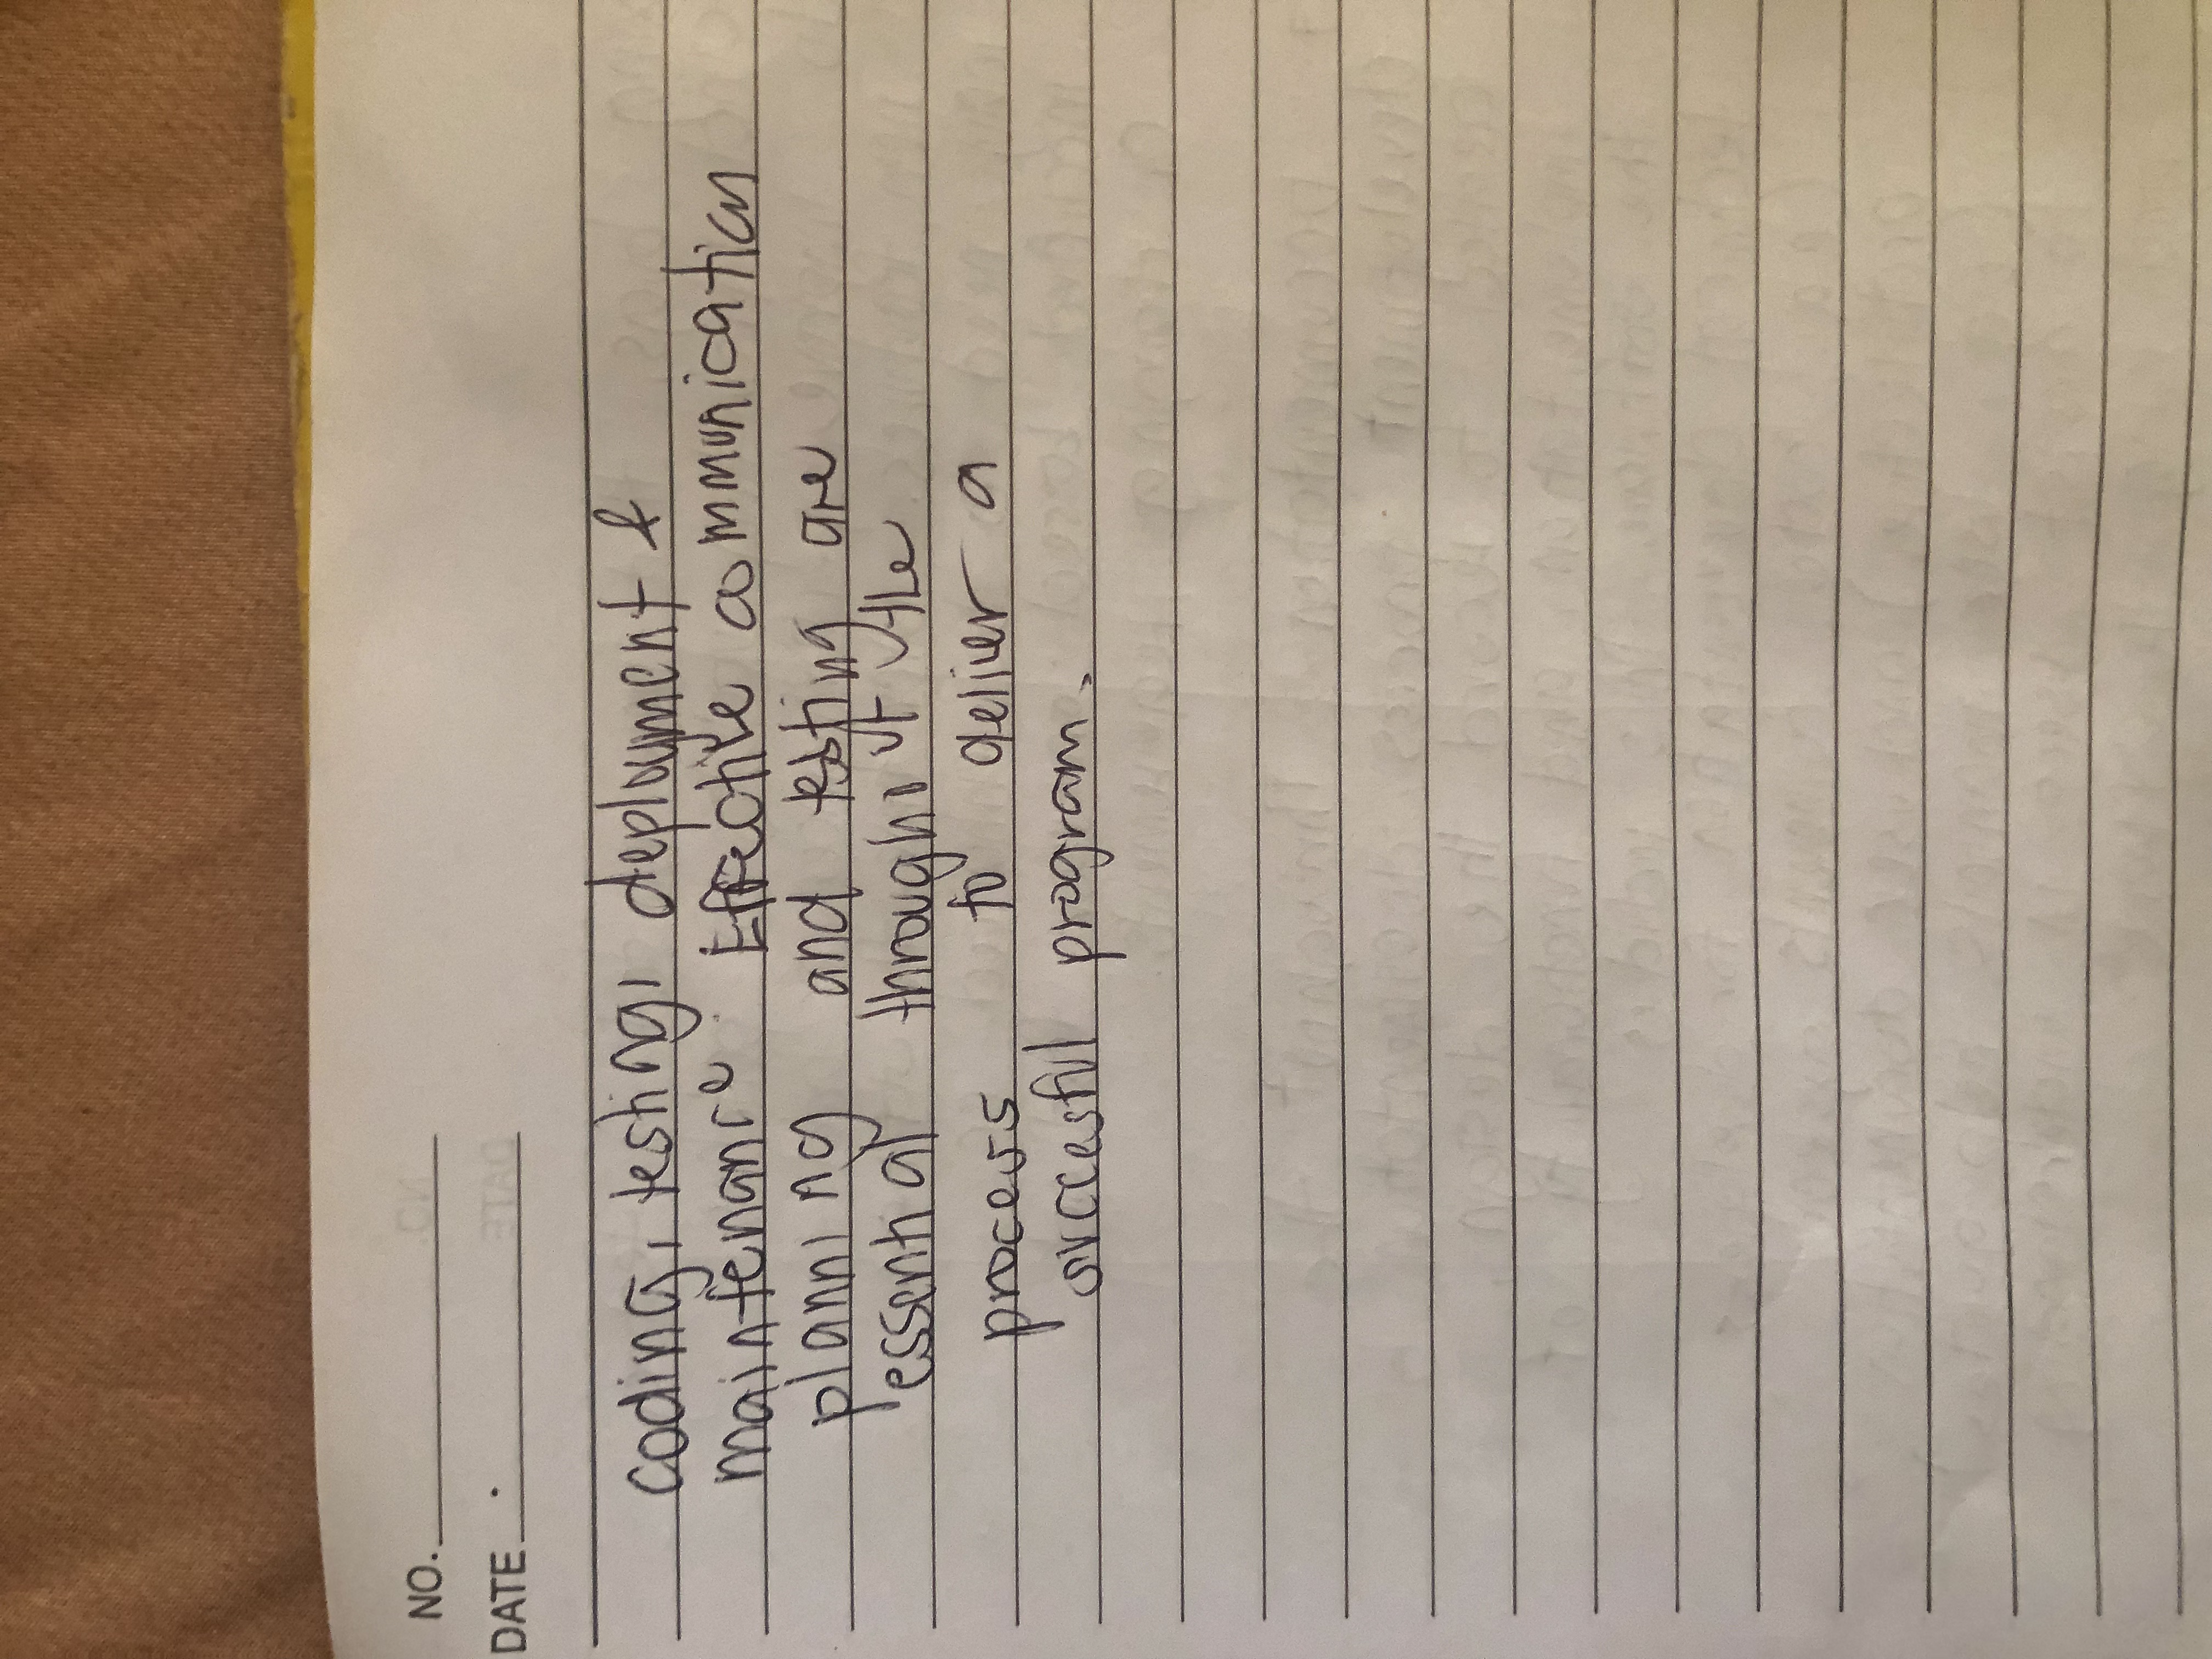 NO.
DATE
coding, testing, deployment &
maintenance. Effective communication
planning and testing are
essential throughout the
process to deliver a
succesful program.